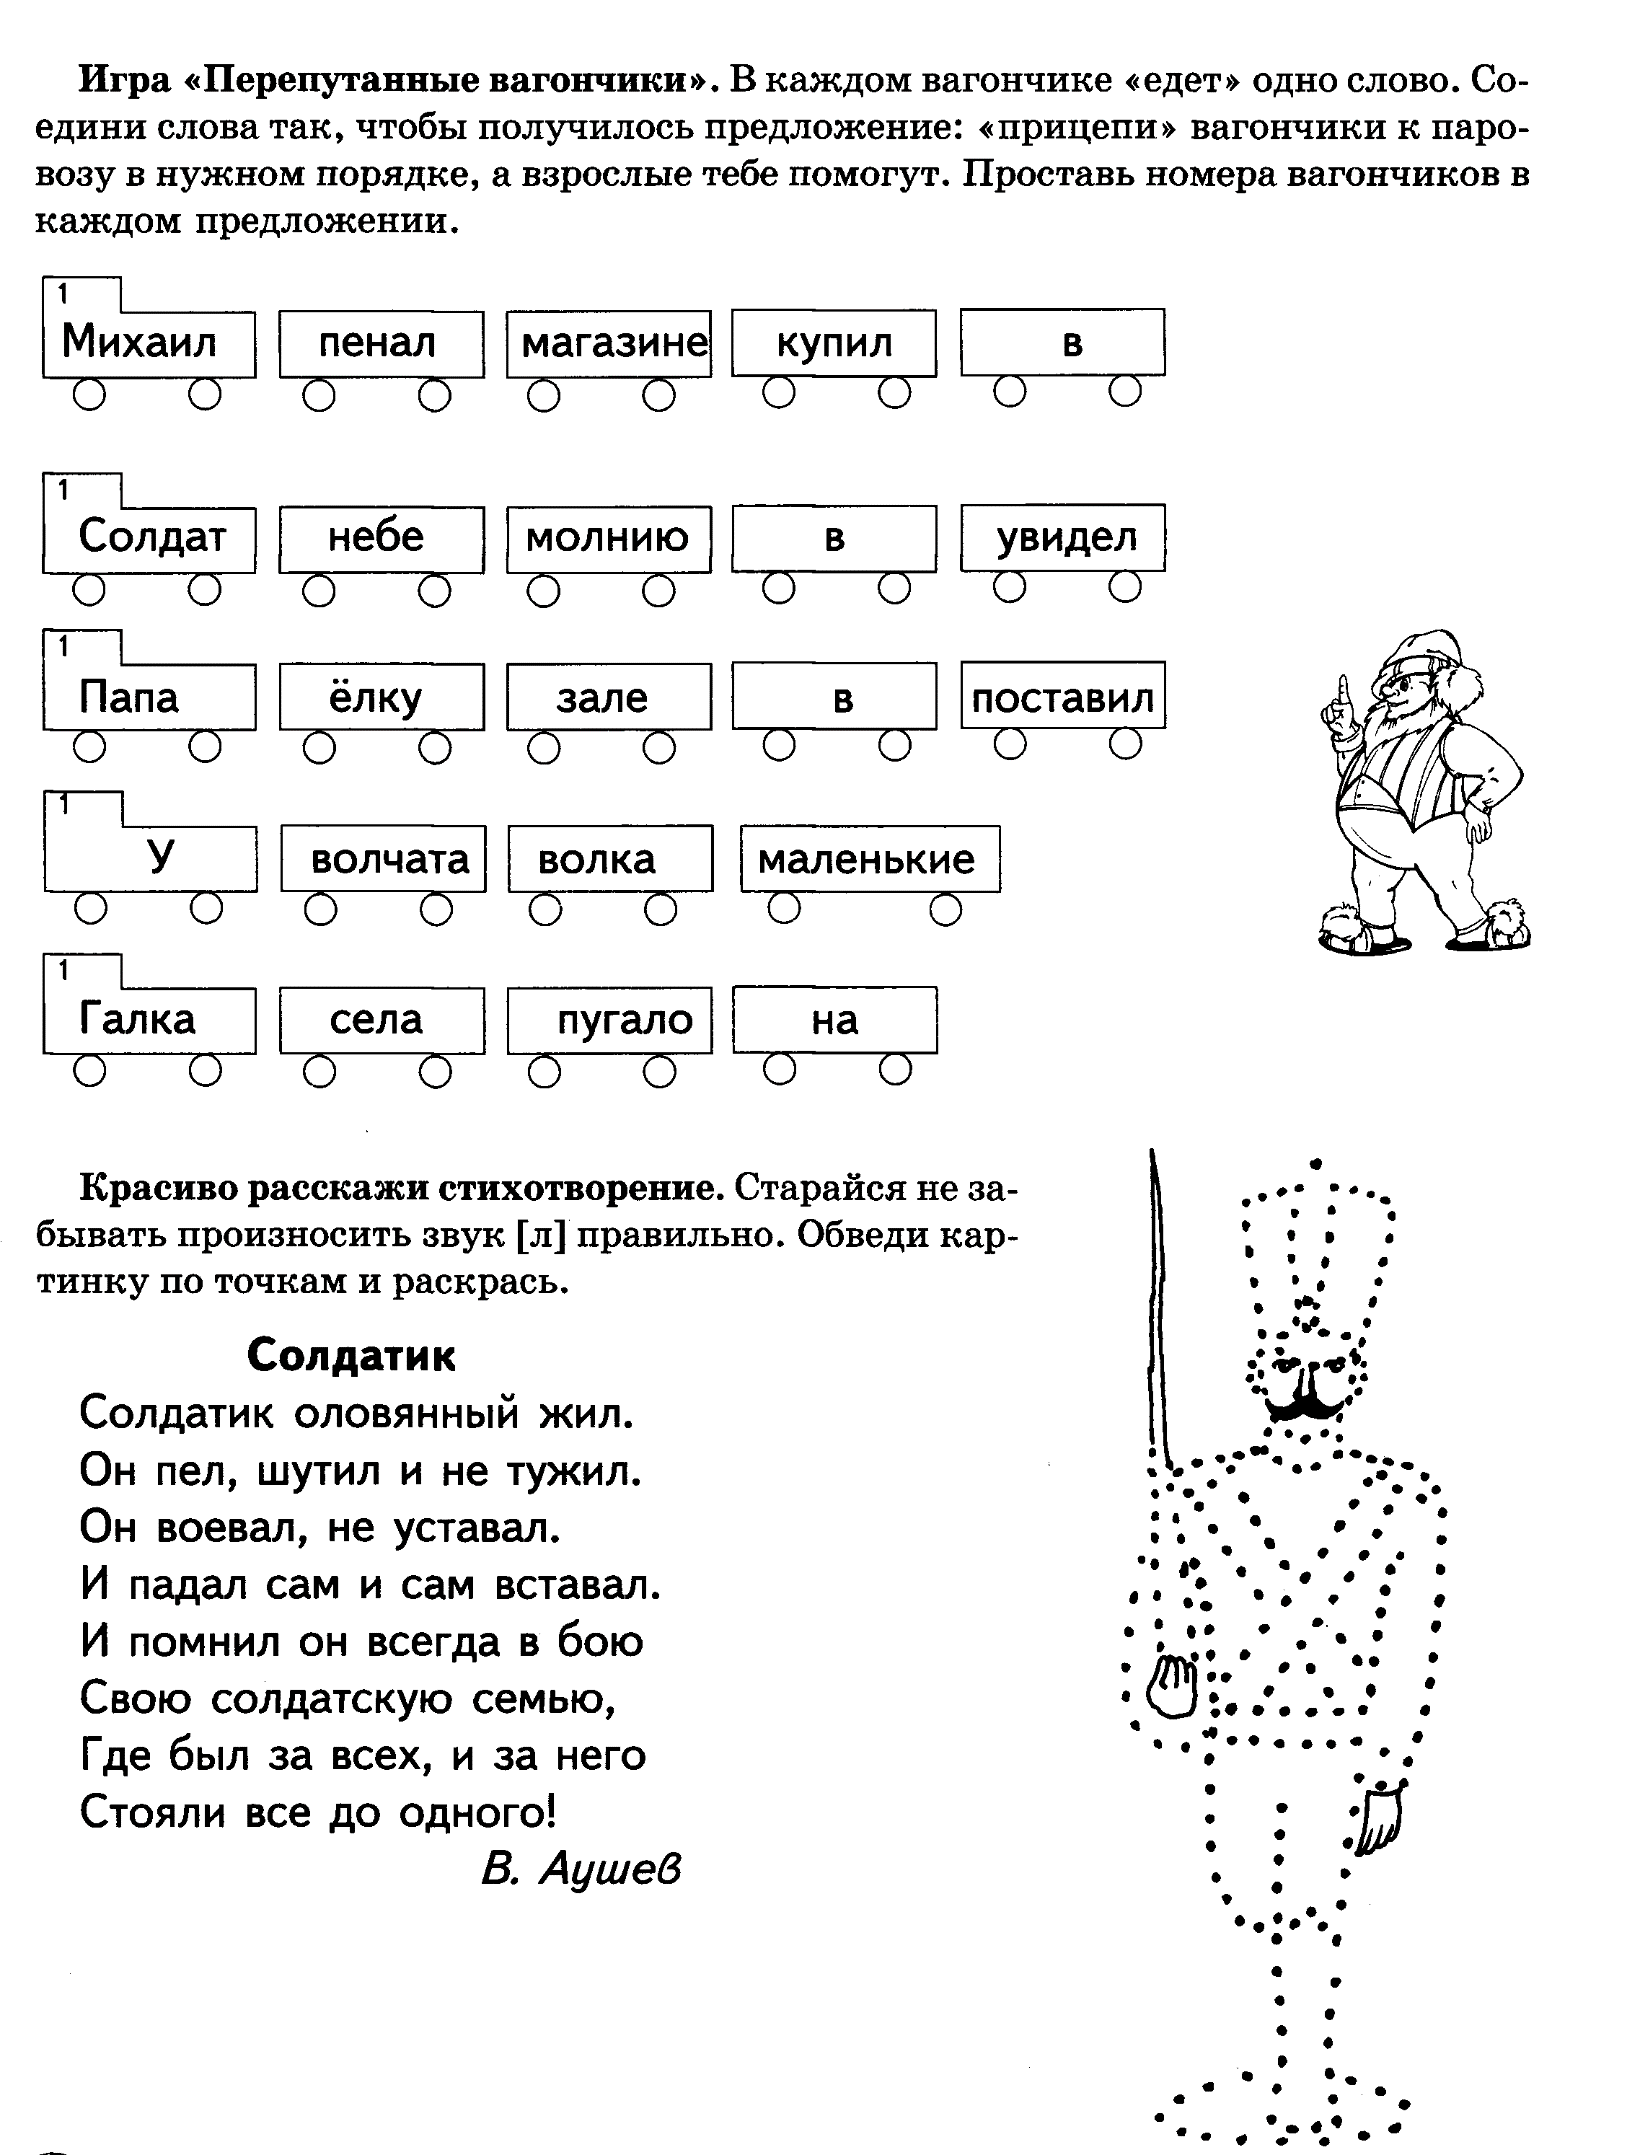 Игра «Перепутанные вагончики». В каждом вагончике «едет» одно слово. Со-
едини слова так, чтобы получилось предложение: «прицепи» вагончики к паро-
возу в нужном порядке, а взрослые тебе помогут. Проставь номера вагончиков в
каждом предложении.
1
Михаил пенал магазине купил в
1
Солдат небе молнию в увидел
1
Папа ёлку зале в поставил
1
У волчата волка маленькие
1
Галка села пугало на
Красиво расскажи стихотворение. Старайся не за-
бывать произносить звук [л] правильно. Обведи кар-
тинку по точкам и раскрась.
Солдатик
Солдатик оловянный жил.
Он пел, шутил и не тужил.
Он воевал, не уставал.
И падал сам и сам вставал.
И помнил он всегда в бою
Свою солдатскую семью,
Где был за всех, и за него
Стояли все до одного!
В. Аушев